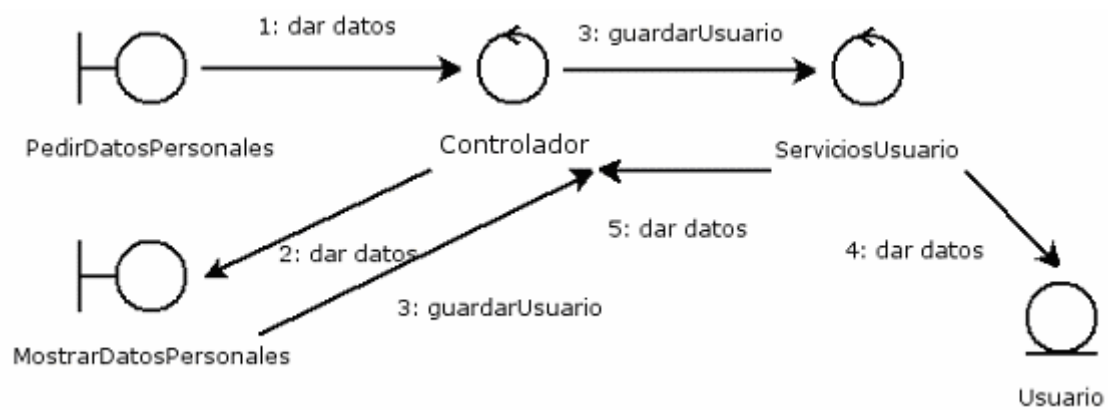 1: dar datos
3: guardarUsuario
PedirDatosPersonales
Controlador
ServiciosUsuario
2: dar datos
5: dar datos
4: dar datos
3: guardarUsuario
MostrarDatosPersonales
Usuario